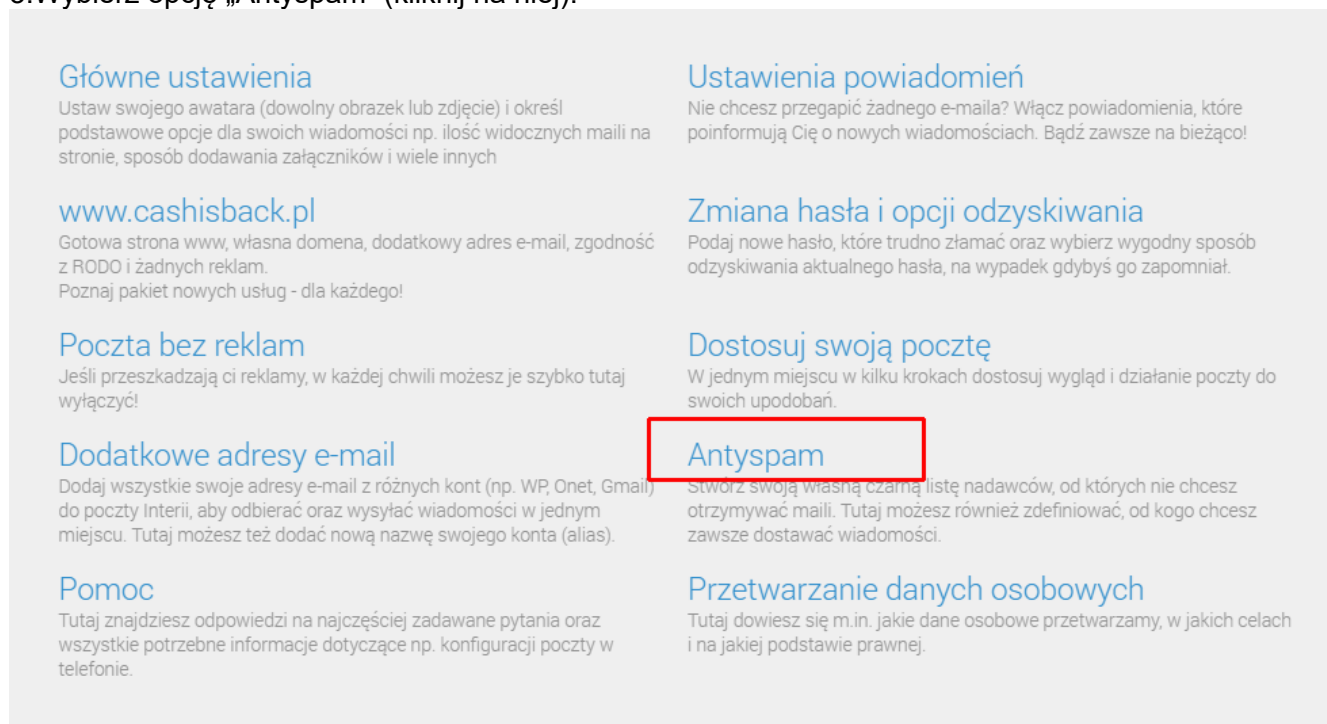 Wybierz opcję „Antyspam" (kliknij na niej).
Główne ustawienia
Ustaw swojego awatara (dowolny obrazek lub zdjęcie) i określ
podstawowe opcje dla swoich wiadomości np. ilość widocznych maili na
stronie, sposób dodawania załączników i wiele innych
www.cashisback.pl
Gotowa strona www, własna domena, dodatkowy adres e-mail, zgodność
z RODO i żadnych reklam.
Poznaj pakiet nowych usług - dla każdego!
Poczta bez reklam
Jeśli przeszkadzają ci reklamy, w każdej chwili możesz je szybko tutaj
wyłączyć!
Dodatkowe adresy e-mail
Dodaj wszystkie swoje adresy e-mail z różnych kont (np. WP, Onet, Gmail)
do poczty Interii, aby odbierać oraz wysyłać wiadomości w jednym
miejscu. Tutaj możesz też dodać nową nazwę swojego konta (alias).
Pomoc
Tutaj znajdziesz odpowiedzi na najczęściej zadawane pytania oraz
wszystkie potrzebne informacje dotyczące np. konfiguracji poczty w
telefonie.
Ustawienia powiadomień
Nie chcesz przegapić żadnego e-maila? Włącz powiadomienia, które
poinformują Cię o nowych wiadomościach. Bądź zawsze na bieżąco!
Zmiana hasła i opcji odzyskiwania
Podaj nowe hasło, które trudno złamać oraz wybierz wygodny sposób
odzyskiwania aktualnego hasła, na wypadek gdybyś go zapomniał.
Dostosuj swoją pocztę
W jednym miejscu w kilku krokach dostosuj wygląd i działanie poczty do
swoich upodobań.
Antyspam
Stwórz swoją własną czarną listę nadawców, od których nie chcesz
otrzymywać maili. Tutaj możesz również zdefiniować, od kogo chcesz
zawsze dostawać wiadomości.
Przetwarzanie danych osobowych
Tutaj dowiesz się m.in. jakie dane osobowe przetwarzamy, w jakich celach
i na jakiej podstawie prawnej.